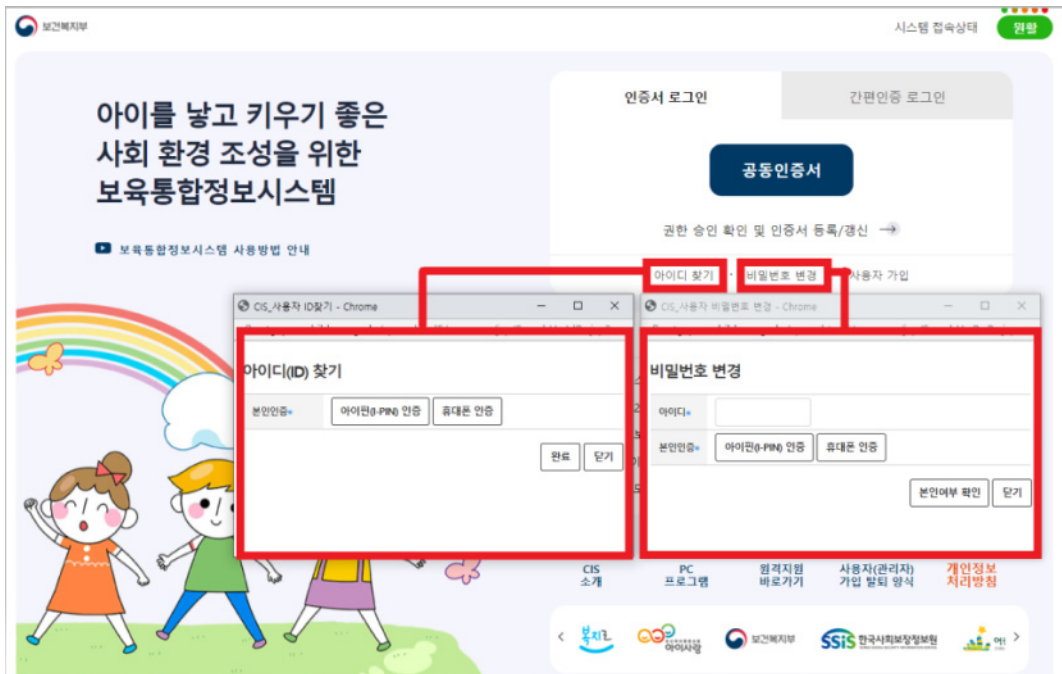 보건복지부
시스템 접속상태
원활
아이를 낳고 키우기 좋은
사회 환경 조성을 위한
보육통합정보시스템
보육통합정보시스템 사용방법 안내
인증서 로그인
간편인증 로그인
공동인증서
권한 승인 확인 및 인증서 등록/갱신 →
아이디 찾기 · 비밀번호 변경 사용자 가입
CIS_사용자 ID찾기 - Chrome
아이디(ID) 찾기
본인인증*
아이핀(I-PIN) 인증
휴대폰 인증
완료
닫기
CIS_사용자 비밀번호 변경 - Chrome
비밀번호 변경
아이디*
본인인증*
아이핀(I-PIN) 인증
휴대폰 인증
본인여부 확인
닫기
CIS
소개
PC
프로그램
원격지원
바로가기
사용자(관리자)
가입 탈퇴 양식
개인정보
처리방침
복지로
아이사랑
보건복지부
SSiS 한국사회보장정보원